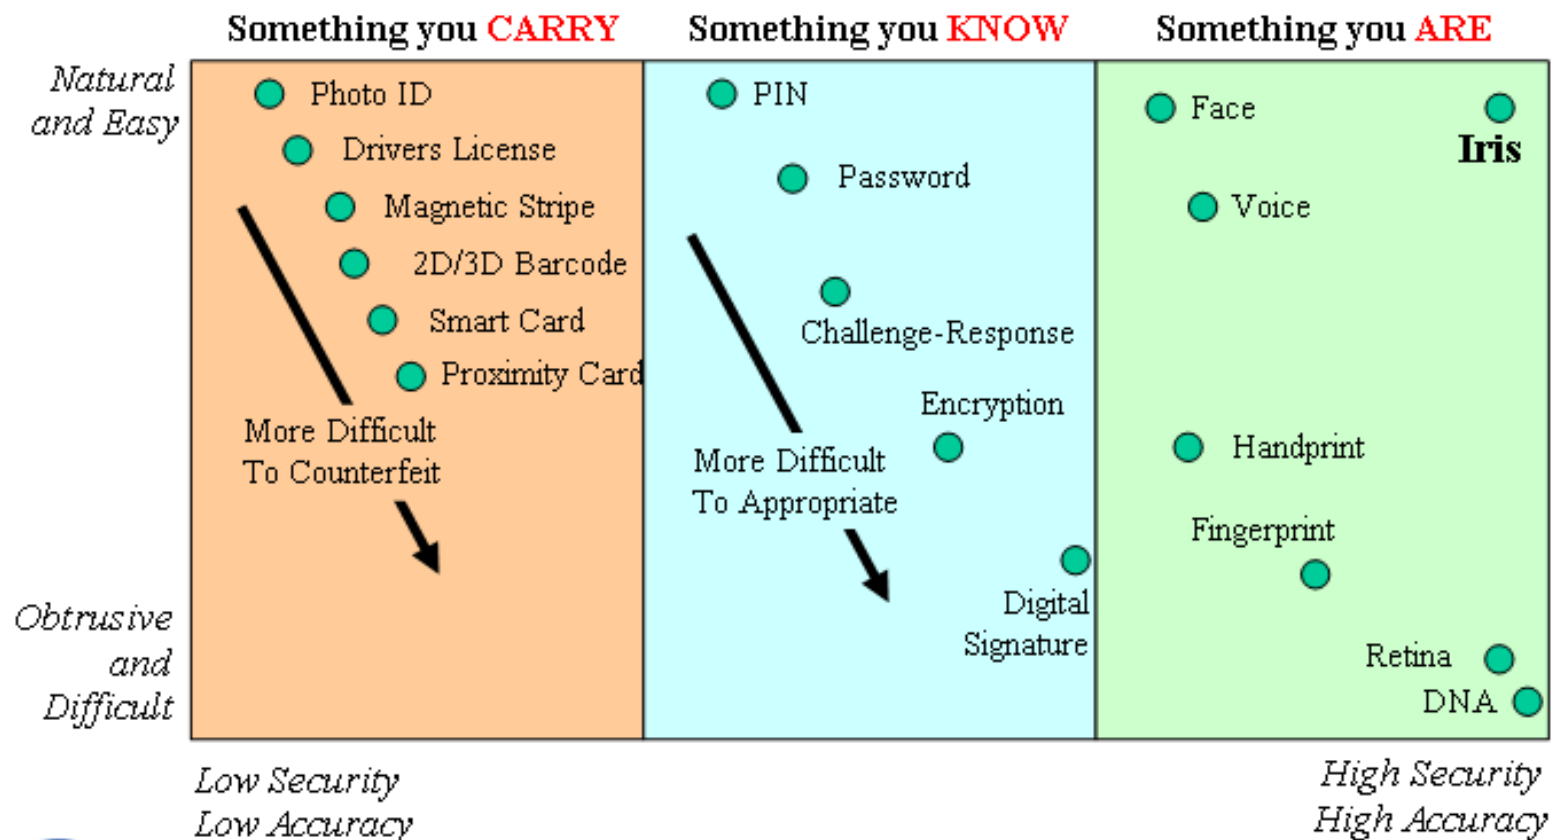 Something you CARRY
Something you KNOW
Something you ARE
Natural
and Easy
Photo ID
Drivers License
Magnetic Stripe
2D/3D Barcode
Smart Card
Proximity Card
More Difficult
To Counterfeit
PIN
Password
Challenge-Response
Encryption
More Difficult
To Appropriate
Digital
Signature
Face
Iris
Voice
Handprint
Fingerprint
Retina
DNA
Obtrusive
and
Difficult
Low Security
Low Accuracy
High Security
High Accuracy